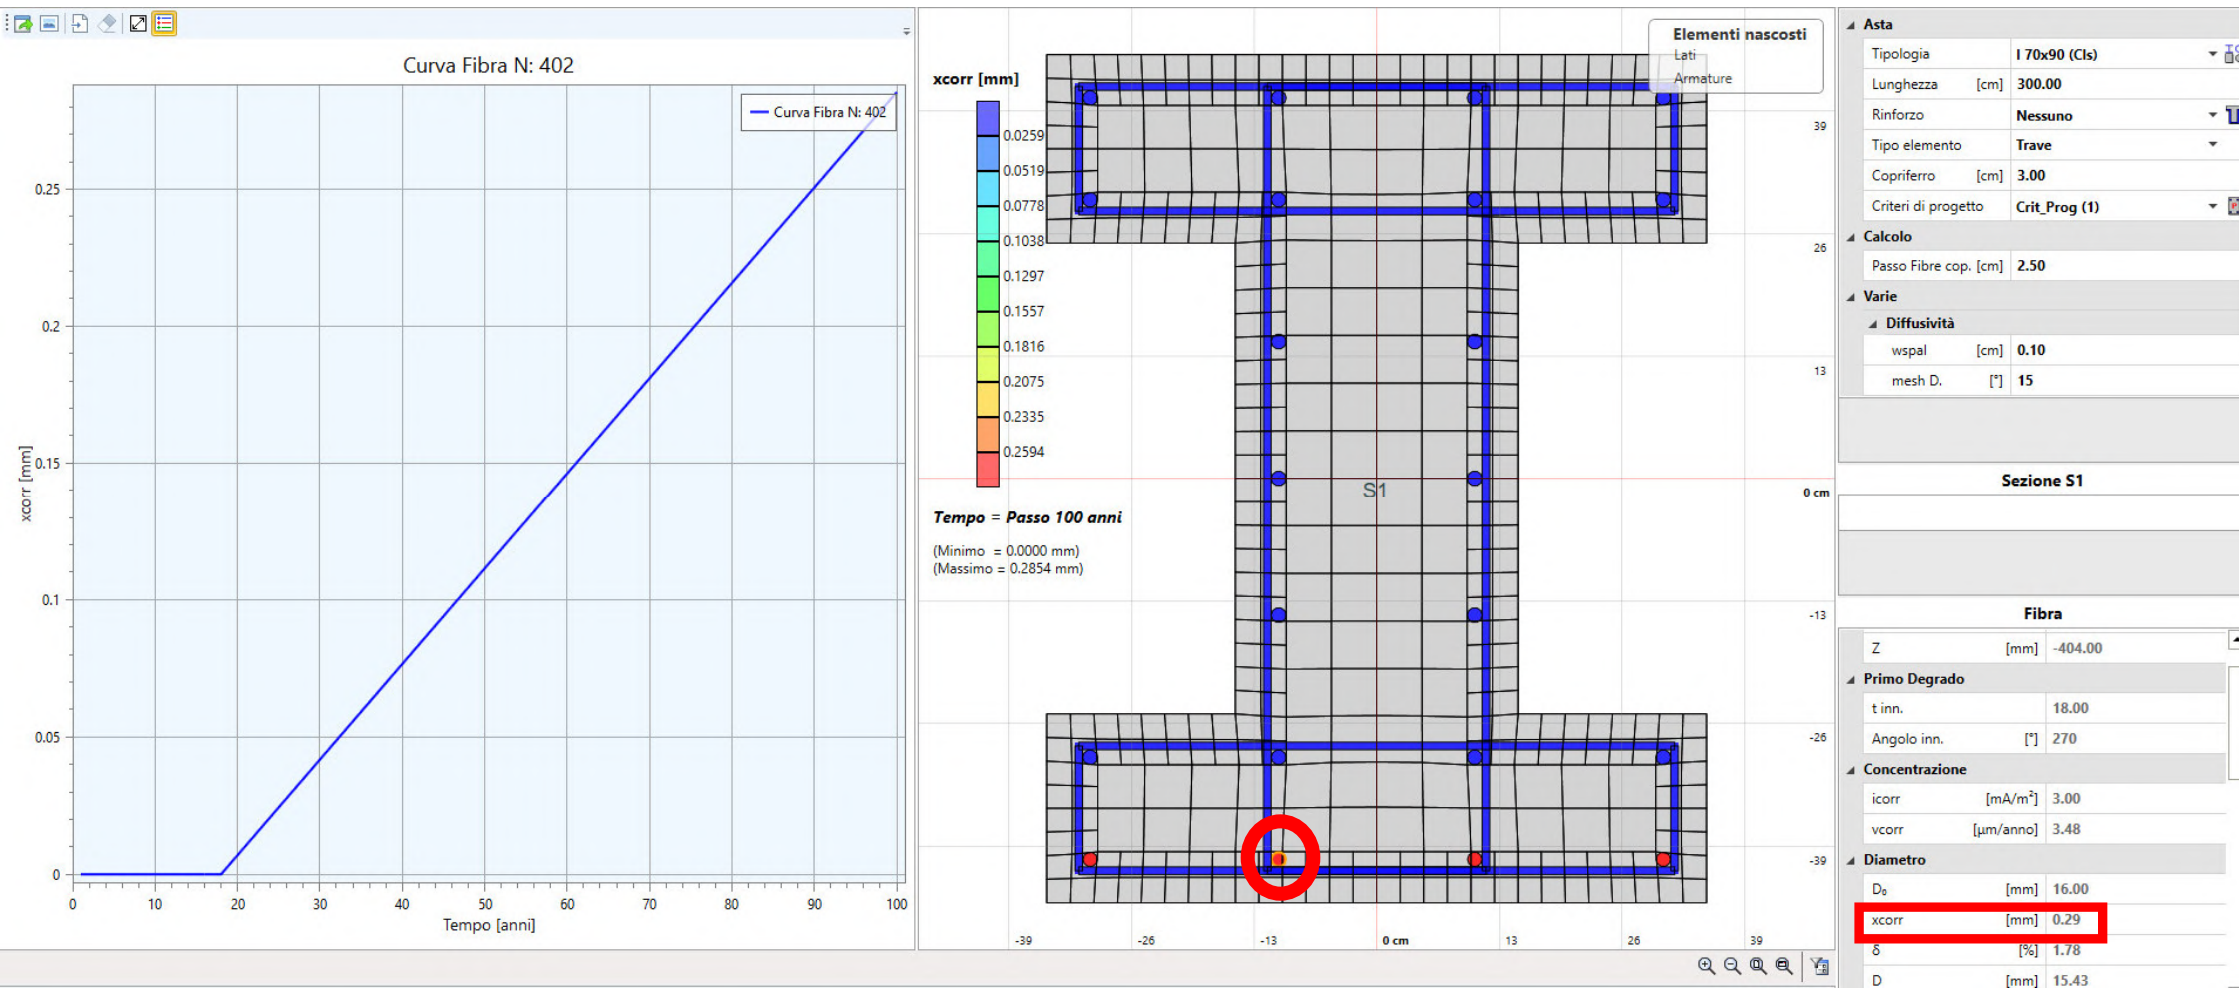 Curva Fibra N: 402
Curva Fibra N: 402
xcorr [mm]
0.25
0.2
0.15
0.1
0.05
0
0 10 20 30 40 50 60 70 80 90 100
Tempo [anni]
xcorr [mm]
0.0259
0.0519
0.0778
0.1038
0.1297
0.1557
0.1816
0.2075
0.2335
0.2594
Tempo = Passo 100 anni
(Minimo = 0.0000 mm)
(Massimo = 0.2854 mm)
Elementi nascosti
Lati
Armature
S1
39
26
13
0 cm
-13
-26
-39
-39 -26 -13 0 cm 13 26 39
Asta
Tipologia I 70x90 (Cls)
Lunghezza [cm] 300.00
Rinforzo Nessuno
Tipo elemento Trave
Copriferro [cm] 3.00
Criteri di progetto Crit_Prog (1)
Calcolo
Passo Fibre cop. [cm] 2.50
Varie
Diffusività
wspal [cm] 0.10
mesh D. [°] 15
Sezione S1
Fibra
Z [mm] -404.00
Primo Degrado
t inn. 18.00
Angolo inn. [°] 270
Concentrazione
icorr [mA/m²] 3.00
vcorr [µm/anno] 3.48
Diametro
D₀ [mm] 16.00
xcorr [mm] 0.29
δ [%] 1.78
D [mm] 15.43